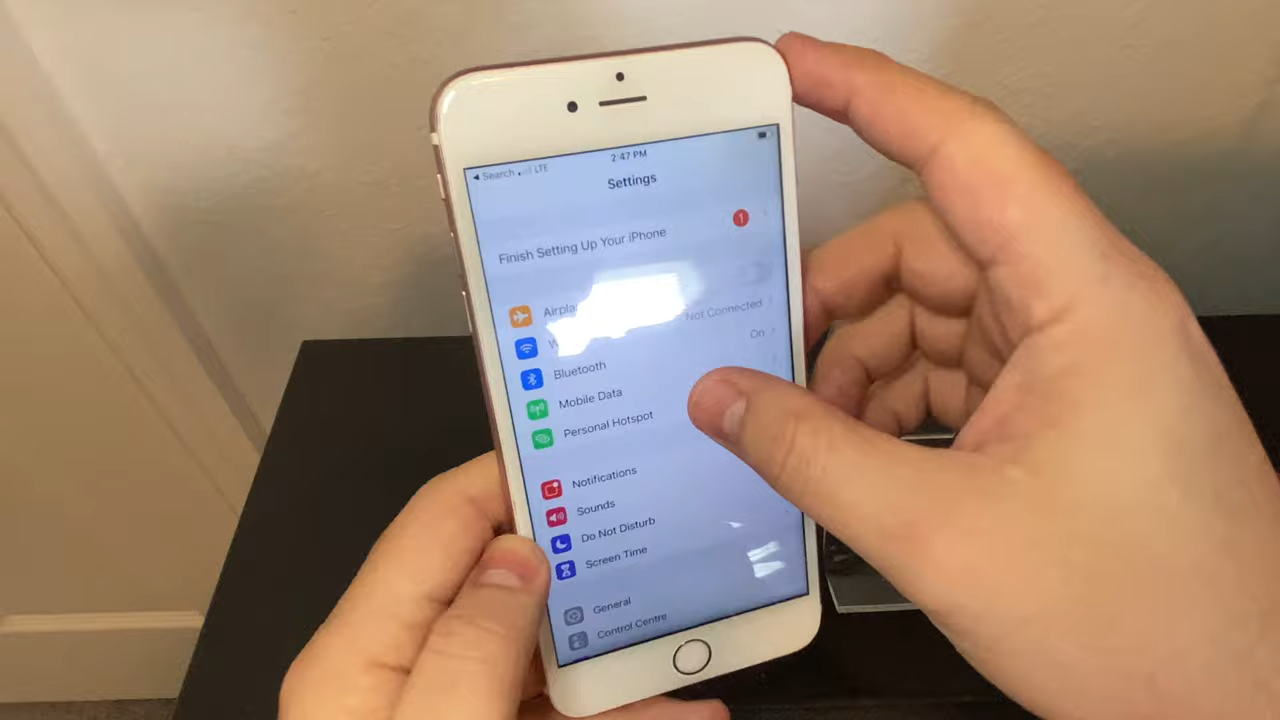 Search LTE
2:47 PM
Settings
Finish Setting Up Your iPhone
1
Airpla
Not Connected
Bluetooth
On
Mobile Data
Personal Hotspot
Notifications
Sounds
Do Not Disturb
Screen Time
General
Control Centre